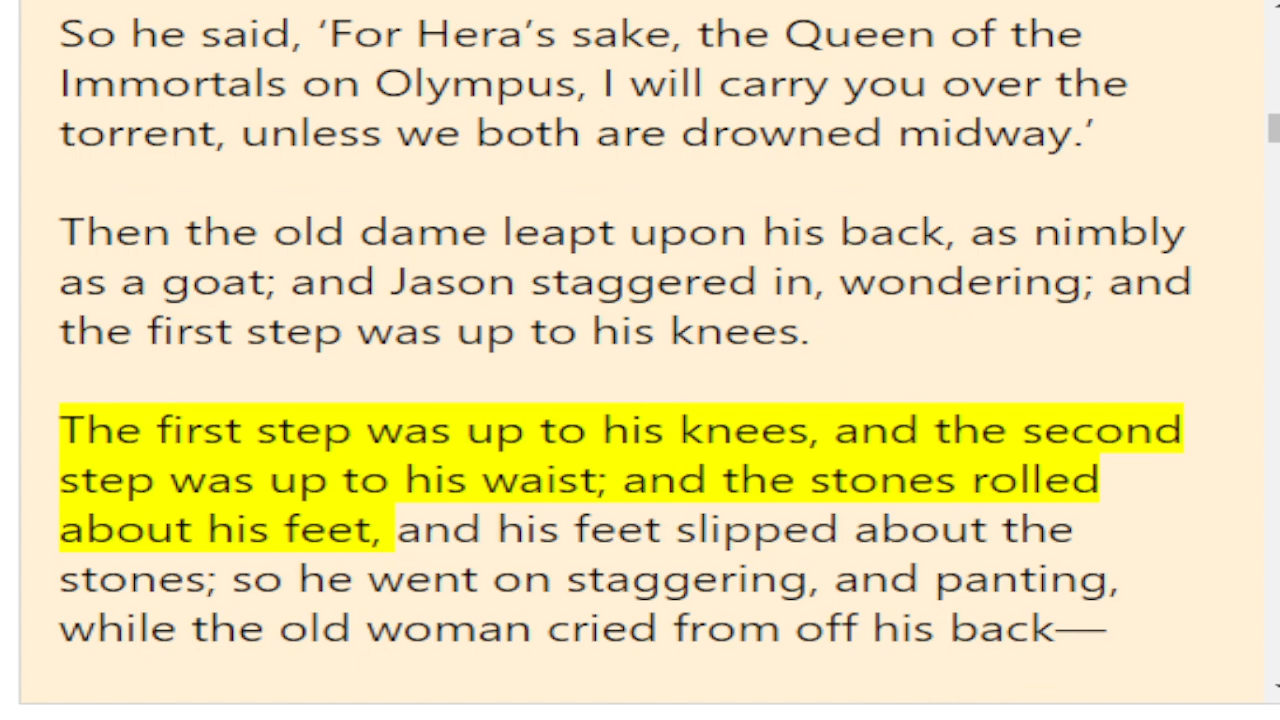 So he said, ‘For Hera’s sake, the Queen of the
Immortals on Olympus, I will carry you over the
torrent, unless we both are drowned midway.’
Then the old dame leapt upon his back, as nimbly
as a goat; and Jason staggered in, wondering; and
the first step was up to his knees.
The first step was up to his knees, and the second
step was up to his waist; and the stones rolled
about his feet, and his feet slipped about the
stones; so he went on staggering, and panting,
while the old woman cried from off his back—